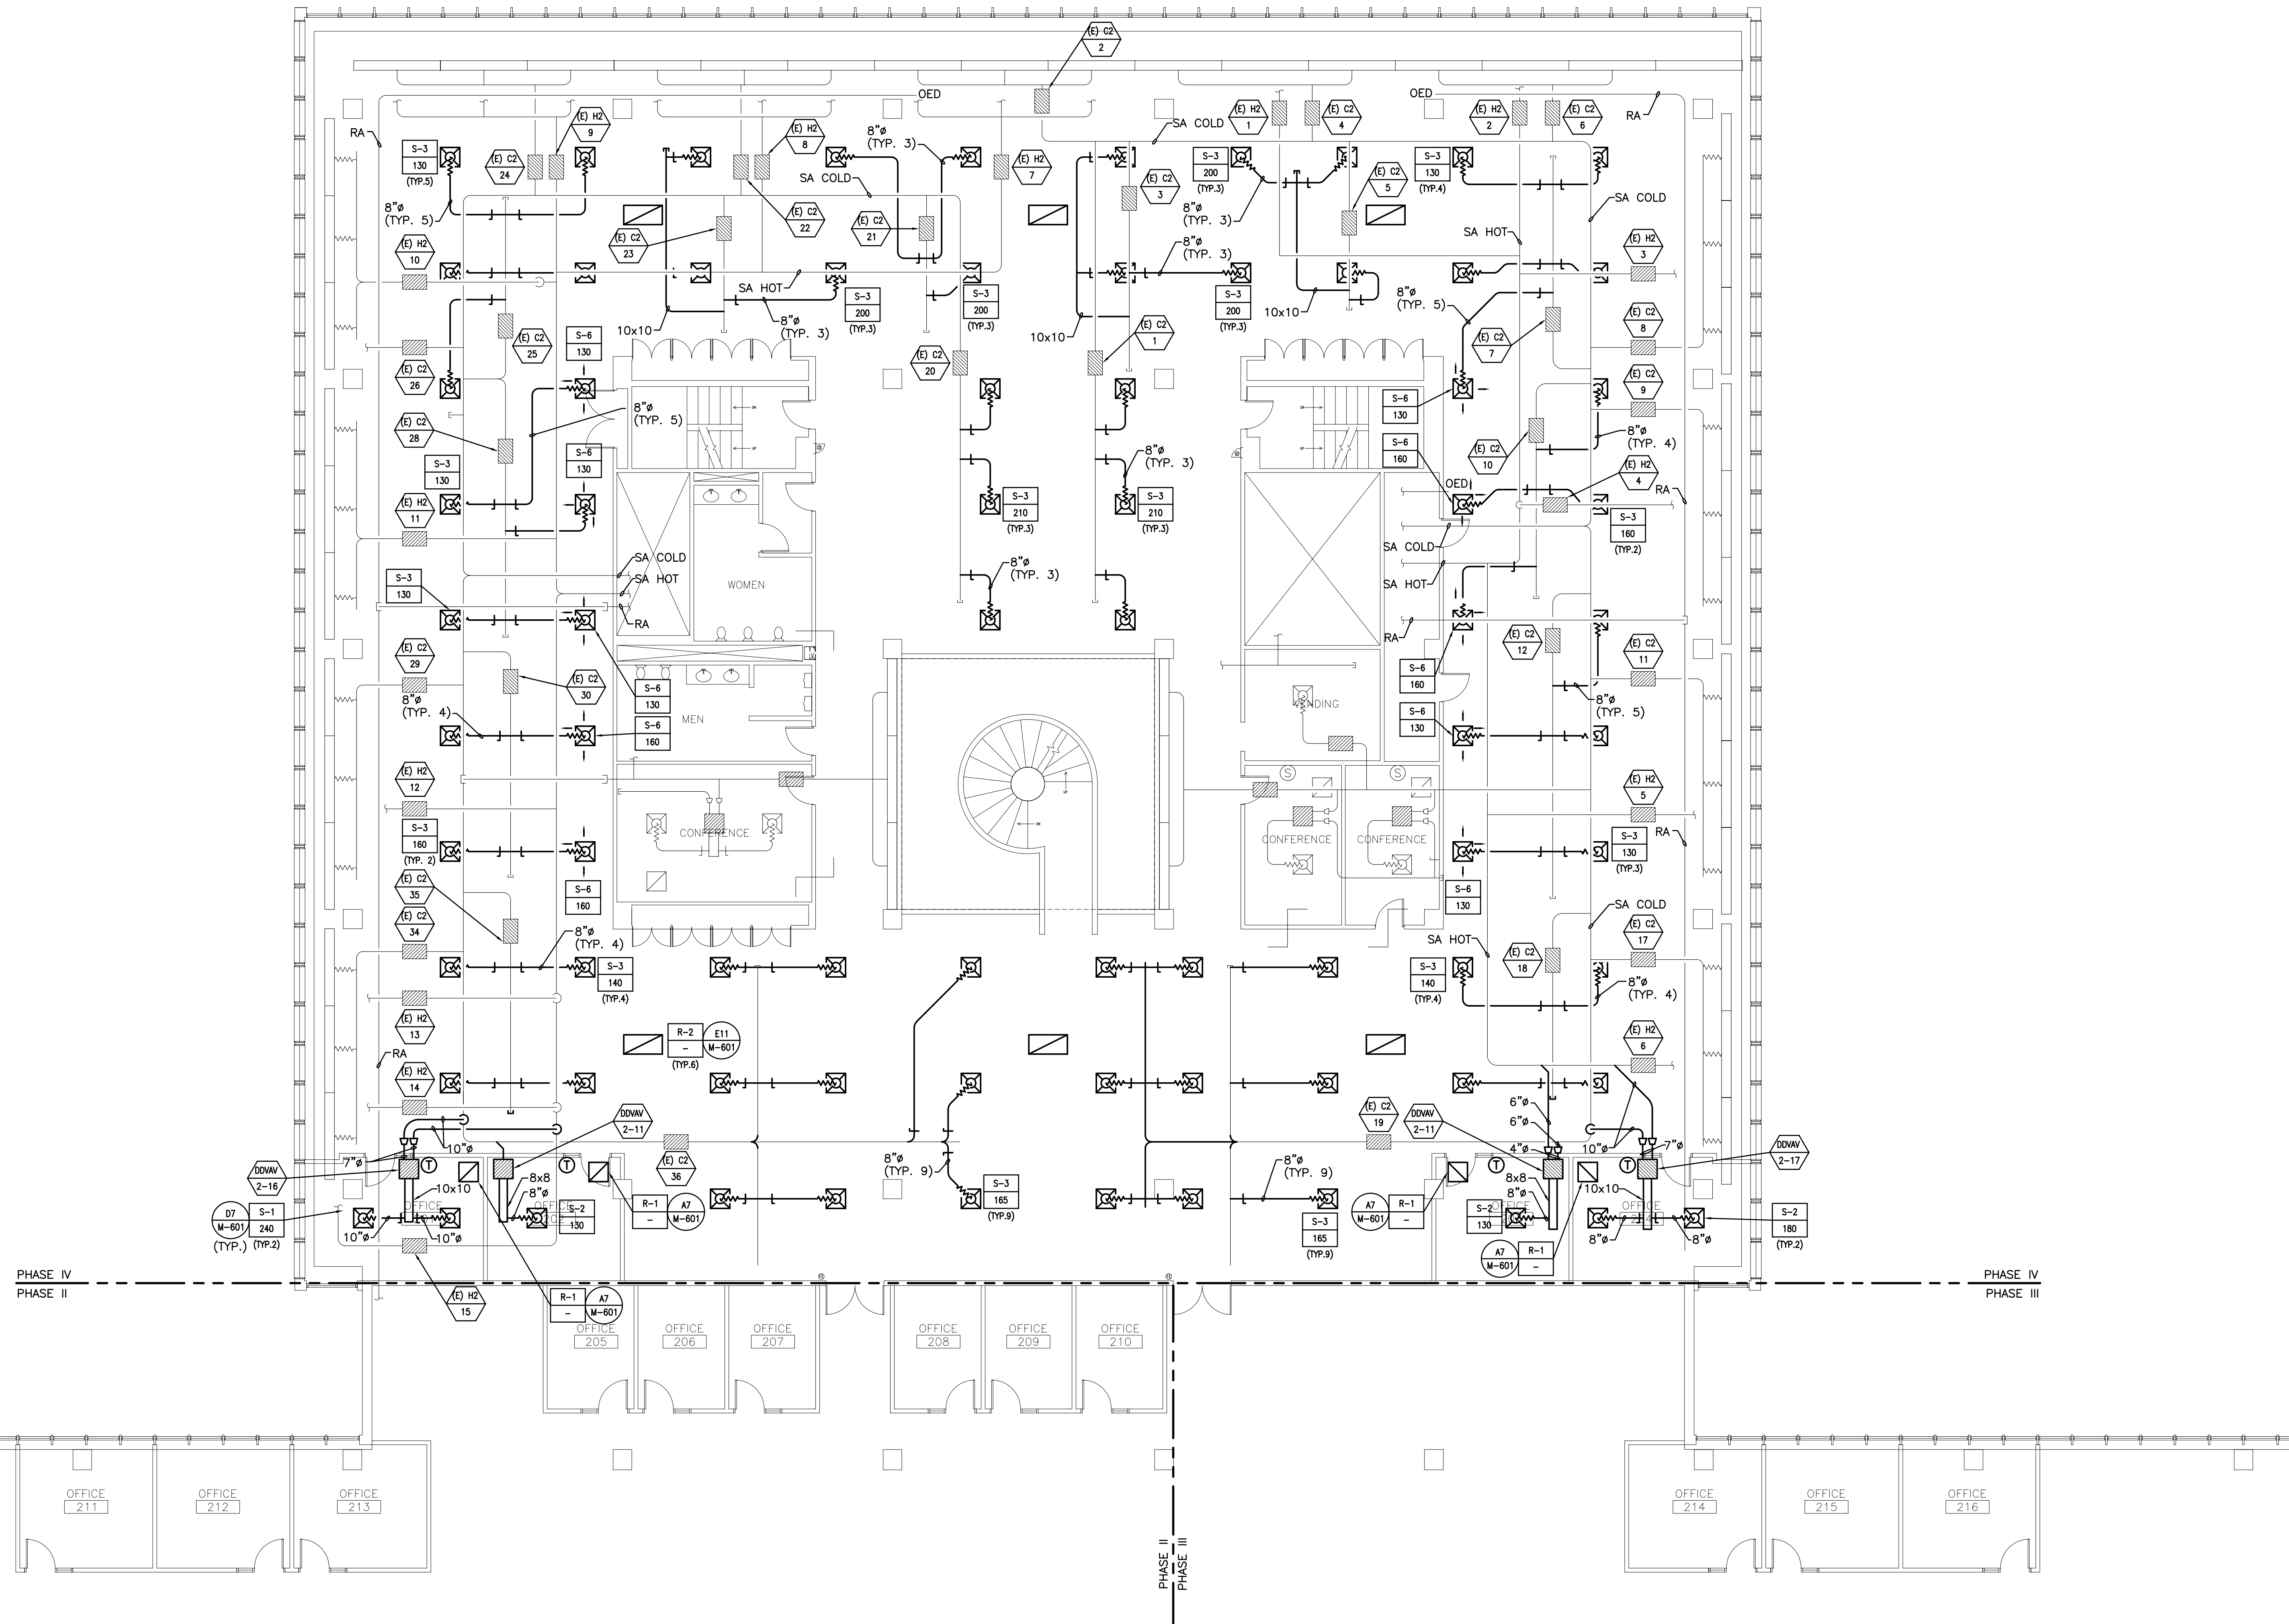 (E) C2
2
OED
OED
RA
(E) H2
9
(E) H2
8
8"ø
(TYP. 3)
SA COLD
(E) H2
1
(E) C2
4
(E) H2
2
(E) C2
6
RA
S-3
130
(TYP.5)
(E) C2
24
SA COLD
(E) H2
7
(E) C2
3
S-3
200
(TYP.3)
(E) C2
5
S-3
130
(TYP.4)
8"ø
(TYP. 5)
(E) C2
22
(E) C2
21
(E) C2
23
8"ø
(TYP. 3)
SA COLD
SA HOT
(E) H2
10
8"ø
(TYP. 3)
(E) H2
3
SA HOT
S-3
200
(TYP.3)
S-3
200
(TYP.3)
S-3
200
(TYP.3)
8"ø
(TYP. 5)
10x10
8"ø
(TYP. 3)
10x10
10x10
(E) C2
25
S-6
130
(E) C2
1
(E) C2
7
(E) C2
8
(E) C2
26
(E) C2
20
(E) C2
9
8"ø
(TYP. 5)
S-6
130
(E) C2
28
DN
UP
DN
UP
8"ø
(TYP. 4)
S-3
130
S-6
130
8"ø
(TYP. 3)
S-6
160
(E) C2
10
(E) H2
4
(E) H2
11
S-3
210
(TYP.3)
S-3
210
(TYP.3)
OED
RA
S-3
160
(TYP.2)
SA COLD
SA HOT
RA
WOMEN
8"ø
(TYP. 3)
SA COLD
SA HOT
RA
S-3
130
(E) C2
29
(E) C2
30
S-6
130
S-6
160
MEN
(E) C2
12
(E) C2
11
S-6
160
S-6
130
8"ø
(TYP. 4)
8"ø
(TYP. 5)
VENDING
UP
DN
(E) H2
12
S
S
(E) H2
5
S-3
160
(TYP. 2)
CONFERENCE
CONFERENCE
CONFERENCE
S-3
130
(TYP.3)
RA
(E) C2
35
S-6
160
S-6
130
(E) C2
34
SA COLD
8"ø
(TYP. 4)
SA HOT
(E) C2
17
(E) C2
18
S-3
140
(TYP.4)
S-3
140
(TYP.4)
8"ø
(TYP. 4)
(E) H2
13
R-2
–
(TYP.6)
E11
M-601
(E) H2
6
RA
(E) H2
14
DDVAV
2-11
(E) C2
19
DDVAV
2-11
6"ø
6"ø
10"ø
7"ø
4"ø
10"ø
7"ø
DDVAV
2-16
T
T
(E) C2
36
8"ø
(TYP. 9)
8"ø
(TYP. 9)
T
T
DDVAV
2-17
10x10
8x8
8"ø
8x8
8"ø
10x10
D7
M-601
(TYP.)
S-1
240
(TYP.2)
OFFICE
OFFICE
S-2
130
R-1
–
A7
M-601
S-3
165
(TYP.9)
S-3
165
(TYP.9)
A7
M-601
R-1
–
S-2
130
S-2
180
(TYP.2)
10"ø
10"ø
8"ø
8"ø
A7
M-601
R-1
–
PHASE IV
PHASE II
PHASE IV
PHASE III
(E) H2
15
R-1
–
A7
M-601
OFFICE
205
OFFICE
206
OFFICE
207
OFFICE
208
OFFICE
209
OFFICE
210
OFFICE
211
OFFICE
212
OFFICE
213
OFFICE
214
OFFICE
215
OFFICE
216
PHASE II
PHASE III